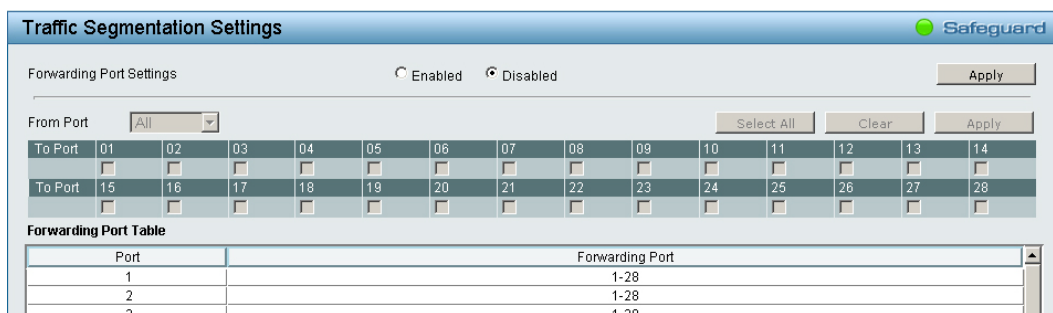 Traffic Segmentation Settings Safeguard
Forwarding Port Settings Enabled Disabled Apply
From Port All Select All Clear Apply
To Port 01 02 03 04 05 06 07 08 09 10 11 12 13 14
To Port 15 16 17 18 19 20 21 22 23 24 25 26 27 28
Forwarding Port Table
Port Forwarding Port
1 1-28
2 1-28